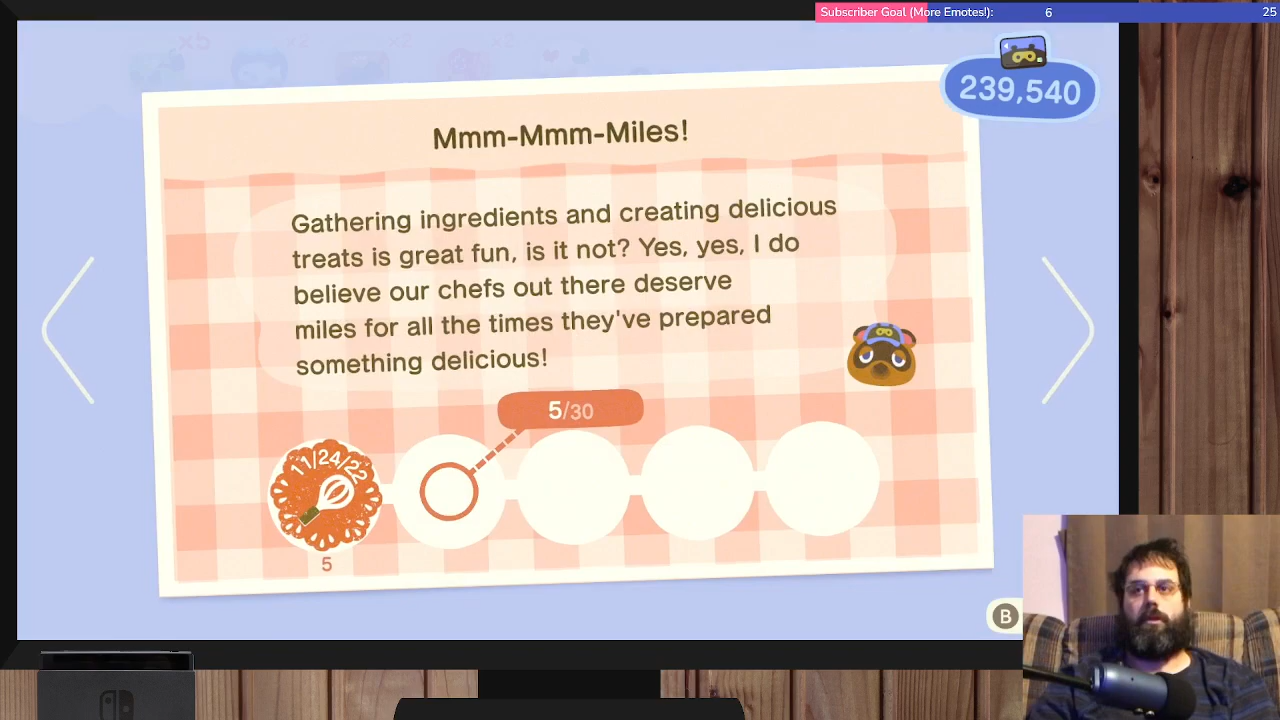 Subscriber Goal (More Emotes!): 6 25
239,540
Mmm-Mmm-Miles!
Gathering ingredients and creating delicious
treats is great fun, is it not? Yes, yes, I do
believe our chefs out there deserve
miles for all the times they've prepared
something delicious!
5/30
11/24/22
5
B